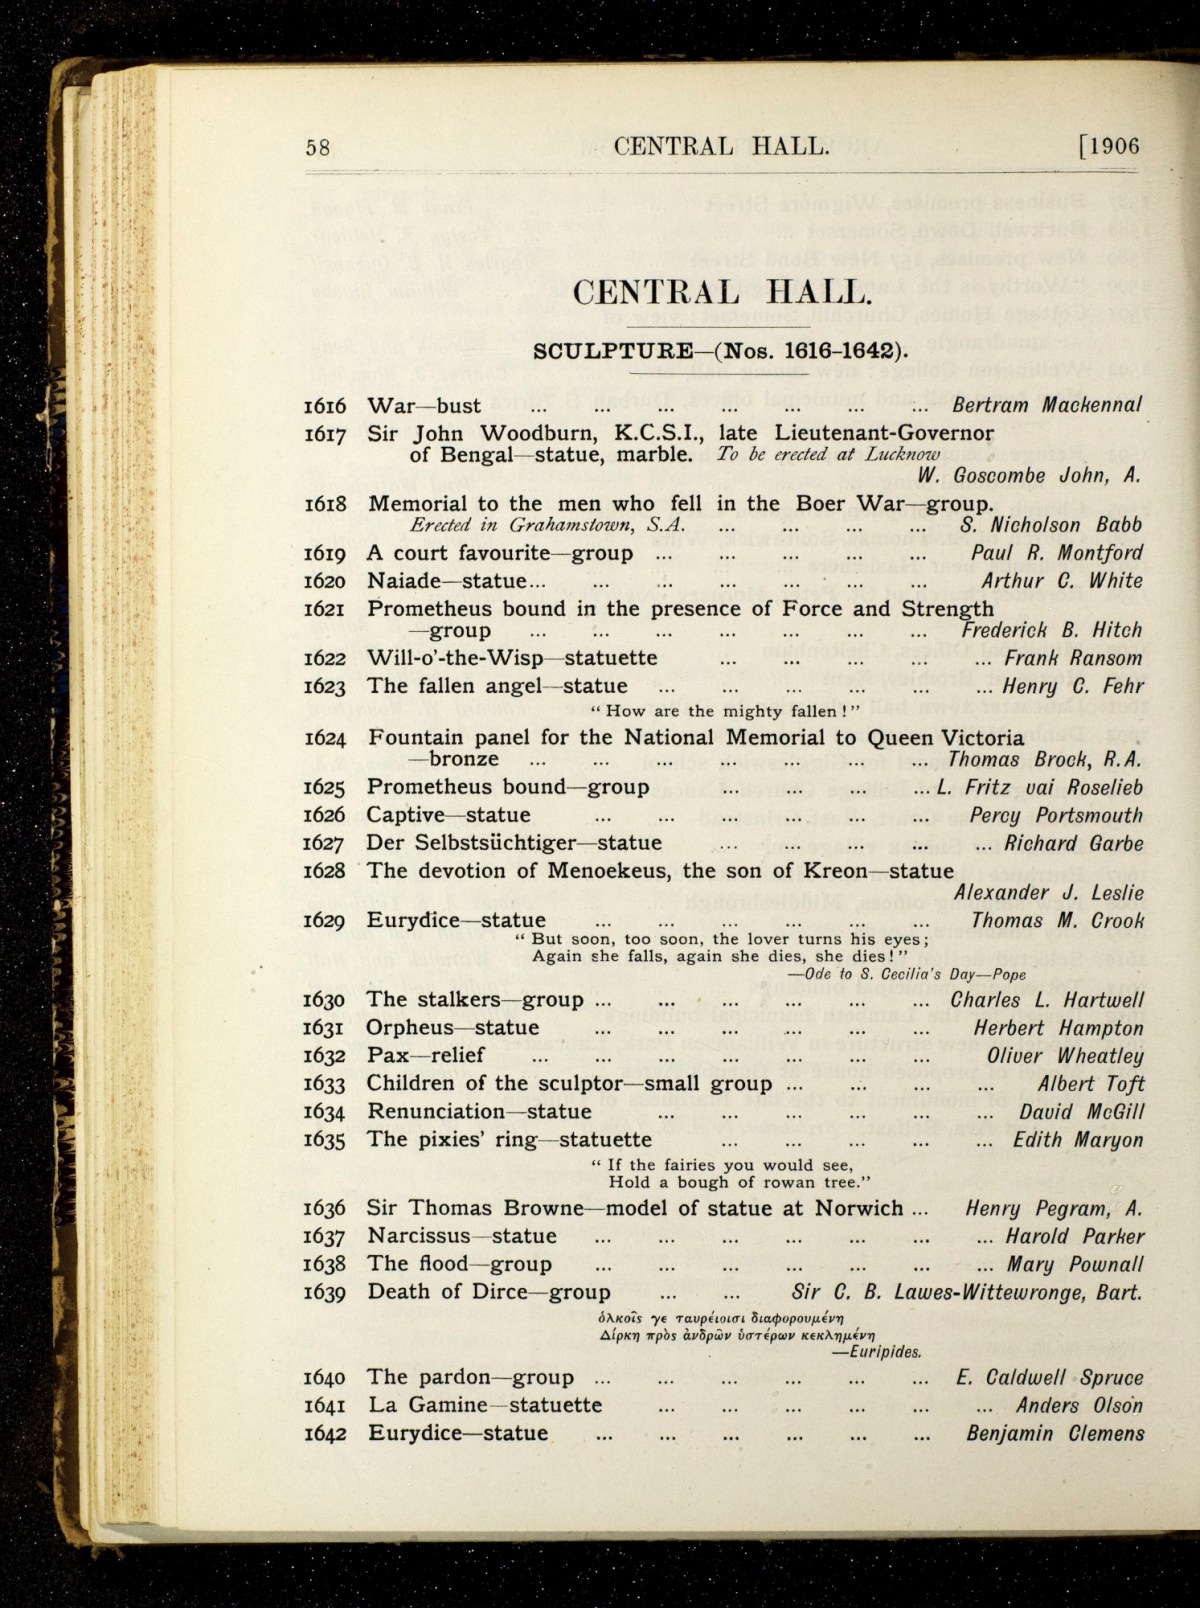 58 CENTRAL HALL. [1906
CENTRAL HALL.
SCULPTURE—(Nos. 1616-1642).
1616 War—bust ... ... ... ... ... ... ... Bertram Mackennal
1617 Sir John Woodburn, K.C.S.I., late Lieutenant-Governor
of Bengal—statue, marble. To be erected at Lucknow
W. Goscombe John, A.
1618 Memorial to the men who fell in the Boer War—group.
Erected in Grahamstown, S.A. ... ... ... ... S. Nicholson Babb
1619 A court favourite—group ... ... ... ... ... Paul R. Montford
1620 Naiade—statue... ... ... ... ... ... ... Arthur C. White
1621 Prometheus bound in the presence of Force and Strength
—group ... ... ... ... ... ... ... Frederick B. Hitch
1622 Will-o'-the-Wisp—statuette ... ... ... ... ... Frank Ransom
1623 The fallen angel—statue ... ... ... ... ... ... Henry C. Fehr
“ How are the mighty fallen ! ”
1624 Fountain panel for the National Memorial to Queen Victoria
—bronze ... ... ... ... ... ... ... Thomas Brock, R.A.
1625 Prometheus bound—group ... ... ... ... L. Fritz vai Roselieb
1626 Captive—statue ... ... ... ... ... ... Percy Portsmouth
1627 Der Selbstsüchtiger—statue ... ... ... ... ... Richard Garbe
1628 The devotion of Menoekeus, the son of Kreon—statue
Alexander J. Leslie
1629 Eurydice—statue ... ... ... ... ... ... Thomas M. Crook
“ But soon, too soon, the lover turns his eyes;
Again she falls, again she dies, she dies ! ”
—Ode to S. Cecilia's Day—Pope
1630 The stalkers—group ... ... ... ... ... ... Charles L. Hartwell
1631 Orpheus—statue ... ... ... ... ... ... Herbert Hampton
1632 Pax—relief ... ... ... ... ... ... ... Oliver Wheatley
1633 Children of the sculptor—small group ... ... ... ... Albert Toft
1634 Renunciation—statue ... ... ... ... ... ... David McGill
1635 The pixies' ring—statuette ... ... ... ... ... Edith Maryon
“ If the fairies you would see,
Hold a bough of rowan tree.”
1636 Sir Thomas Browne—model of statue at Norwich ... Henry Pegram, A.
1637 Narcissus—statue ... ... ... ... ... ... ... Harold Parker
1638 The flood—group ... ... ... ... ... ... ... Mary Pownall
1639 Death of Dirce—group ... ... Sir C. B. Lawes-Wittewronge, Bart.
ὁλκοῖς γε ταυρέιοισι διαφορουμένη
Δίρκη πρὸς ἀνδρῶν ὑστέρων κεκλημένη
—Euripides.
1640 The pardon—group ... ... ... ... ... ... E. Caldwell Spruce
1641 La Gamine—statuette ... ... ... ... ... ... Anders Olson
1642 Eurydice—statue ... ... ... ... ... ... Benjamin Clemens